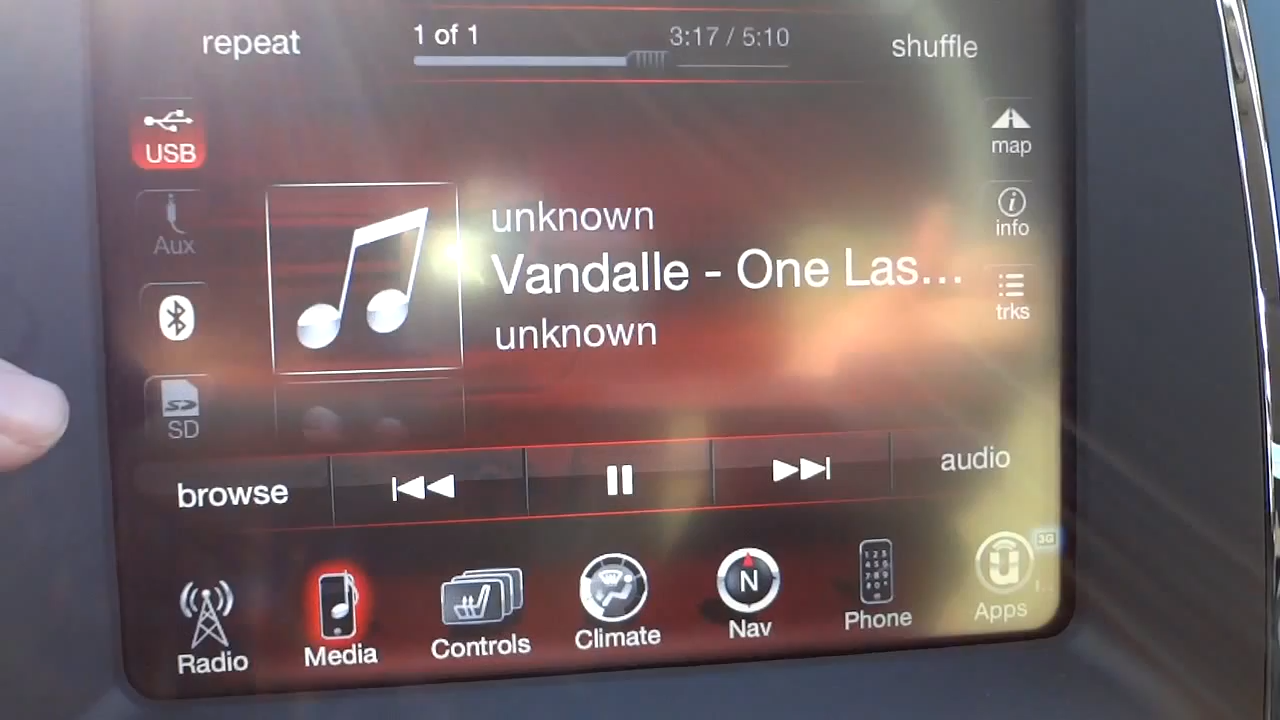 repeat
1 of 1
3:17 / 5:10
shuffle
USB
map
Aux
unknown
info
Vandalle - One Las...
trks
unknown
SD
browse
audio
3G
Radio
Media
Controls
Climate
N
Nav
Phone
Apps